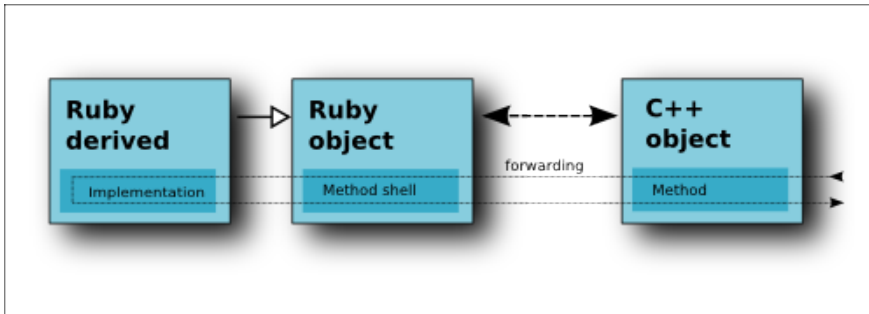 Ruby
derived
Implementation
Ruby
object
Method shell
forwarding
C++
object
Method